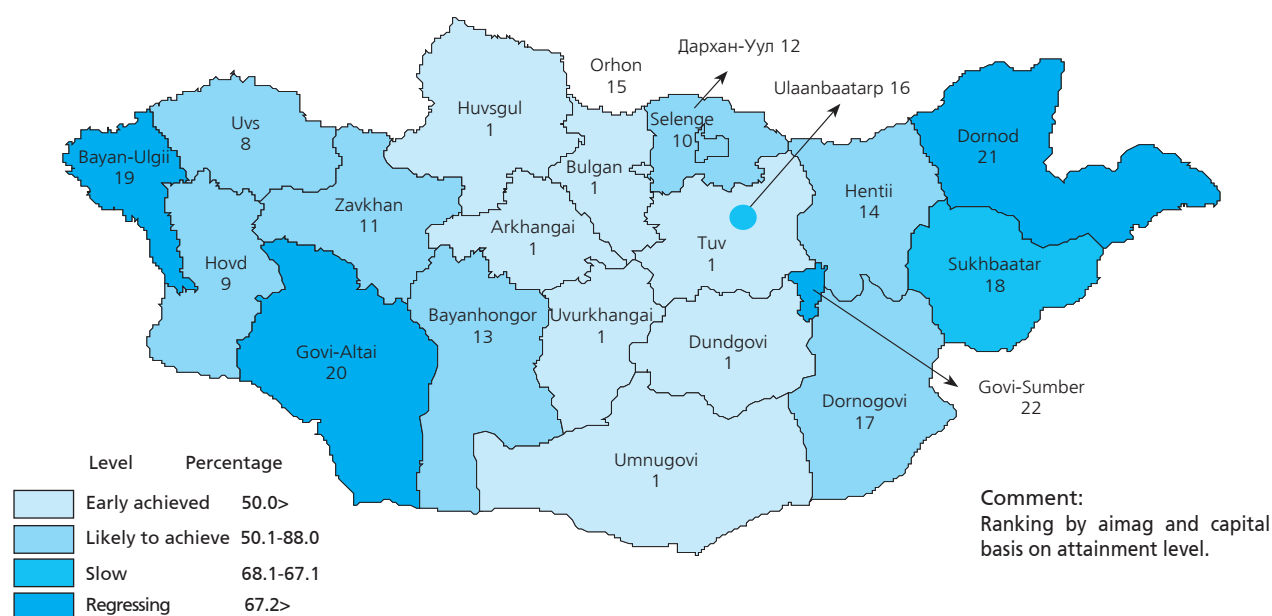 Дархан-Уул 12
Orhon
15
Ulaanbaatarp 16
Huvsgul
1
Selenge
10
Uvs
8
Dornod
21
Bayan-Ulgii
19
Bulgan
1
Hentii
14
Zavkhan
11
Arkhangai
1
Tuv
1
Hovd
9
Sukhbaatar
18
Bayanhongor
13
Uvurkhangai
1
Dundgovi
1
Govi-Altai
20
Govi-Sumber
22
Dornogovi
17
Umnugovi
1
Level Percentage
Early achieved 50.0>
Likely to achieve 50.1-88.0
Slow 68.1-67.1
Regressing 67.2>
Comment:
Ranking by aimag and capital
basis on attainment level.